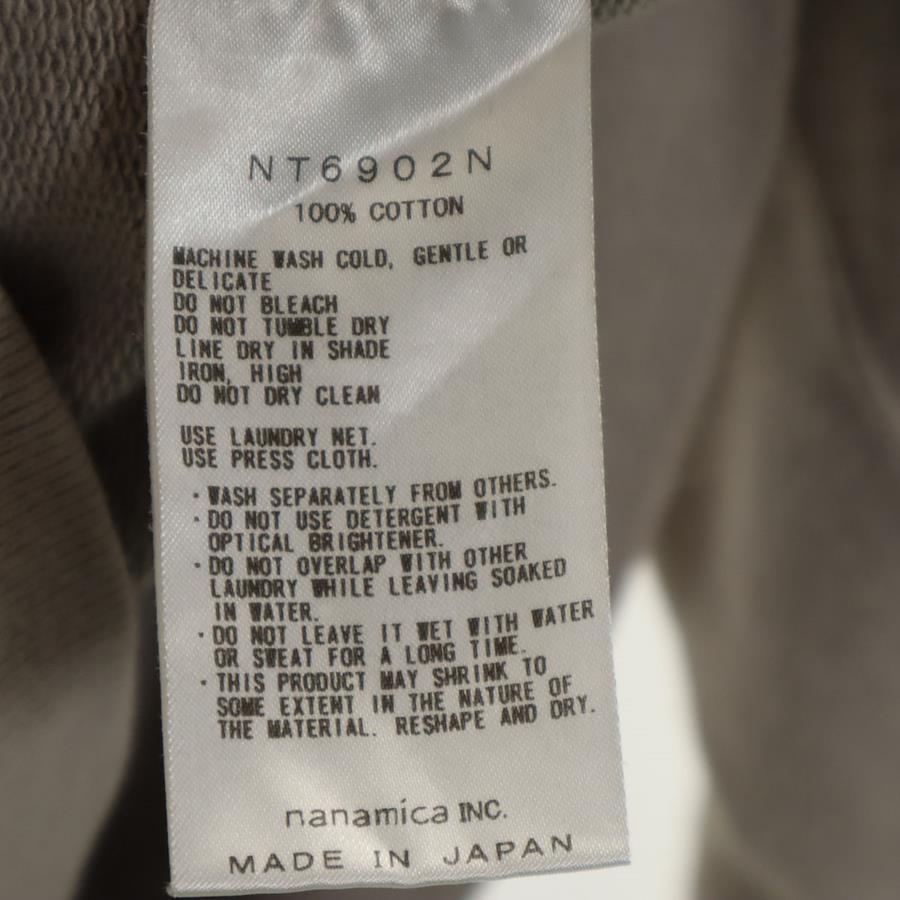 NT6902N
100% COTTON
MACHINE WASH COLD, GENTLE OR
DELICATE
DO NOT BLEACH
DO NOT TUMBLE DRY
LINE DRY IN SHADE
IRON, HIGH
DO NOT DRY CLEAN
USE LAUNDRY NET.
USE PRESS CLOTH.
・WASH SEPARATELY FROM OTHERS.
・DO NOT USE DETERGENT WITH
OPTICAL BRIGHTENER.
・DO NOT OVERLAP WITH OTHER
LAUNDRY WHILE LEAVING SOAKED
IN WATER.
・DO NOT LEAVE IT WET WITH WATER
OR SWEAT FOR A LONG TIME.
・THIS PRODUCT MAY SHRINK TO
SOME EXTENT IN THE NATURE OF
THE MATERIAL. RESHAPE AND DRY.
nanamica INC.
MADE IN JAPAN